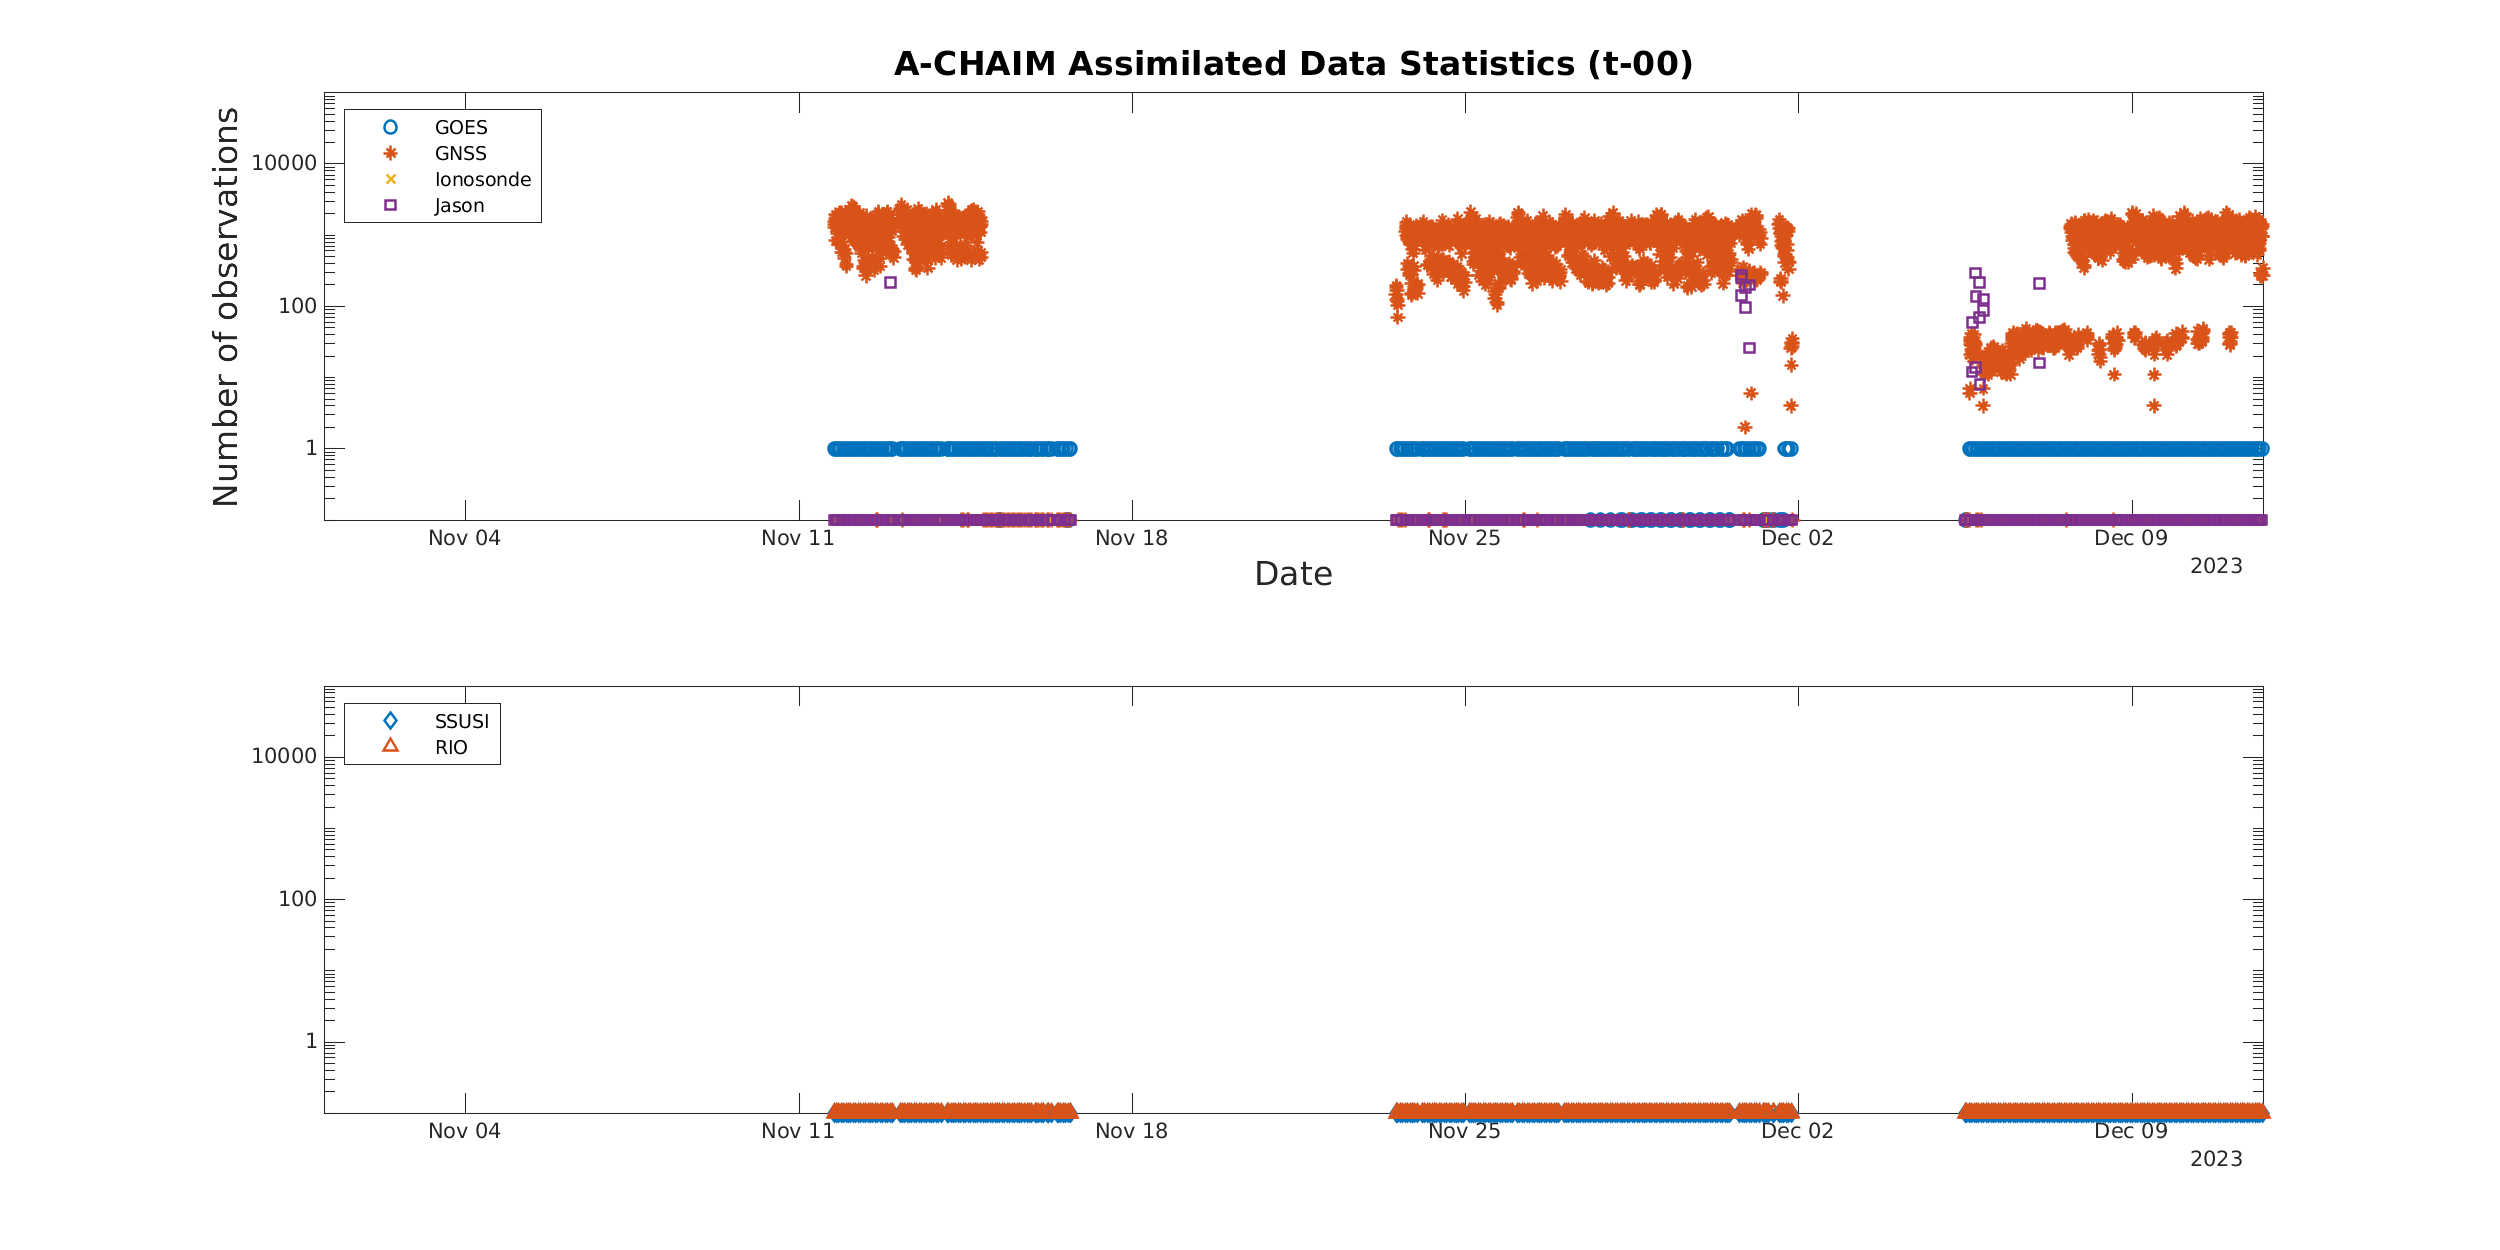 A-CHAIM Assimilated Data Statistics (t-00)
Number of observations
GOES
GNSS
Ionosonde
Jason
10000
100
1
Nov 04 Nov 11 Nov 18 Nov 25 Dec 02 Dec 09
2023
Date
SSUSI
RIO
10000
100
1
Nov 04 Nov 11 Nov 18 Nov 25 Dec 02 Dec 09
2023